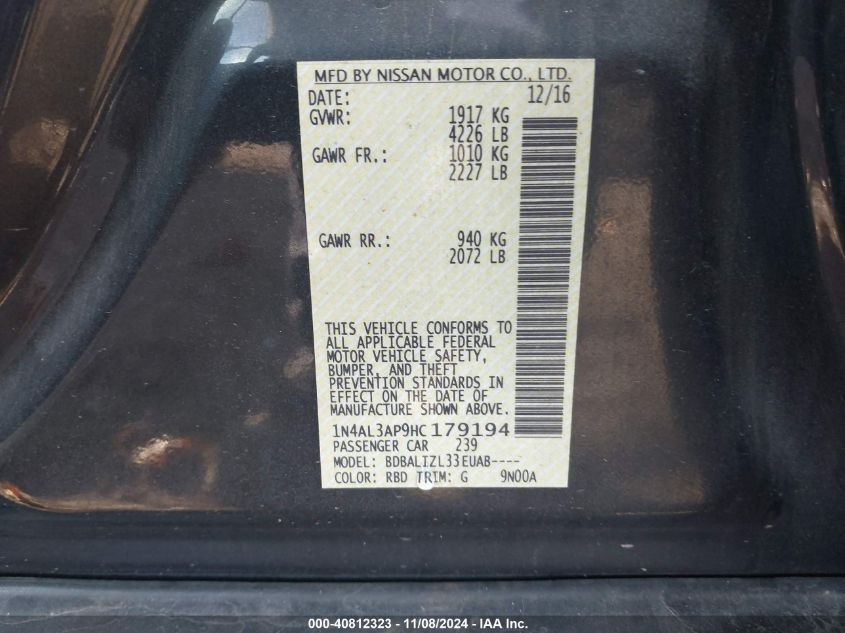 MFD BY NISSAN MOTOR CO., LTD.
DATE: 12/16
GVWR: 1917 KG
4226 LB
GAWR FR.: 1010 KG
2227 LB
GAWR RR.: 940 KG
2072 LB
THIS VEHICLE CONFORMS TO
ALL APPLICABLE FEDERAL
MOTOR VEHICLE SAFETY,
BUMPER, AND THEFT
PREVENTION STANDARDS IN
EFFECT ON THE DATE OF
MANUFACTURE SHOWN ABOVE.
1N4AL3AP9HC179194
PASSENGER CAR 239
MODEL: BDBALIZL33EUAB----
COLOR: RBD TRIM: G 9N00A
000-40812323 - 11/08/2024 - IAA Inc.